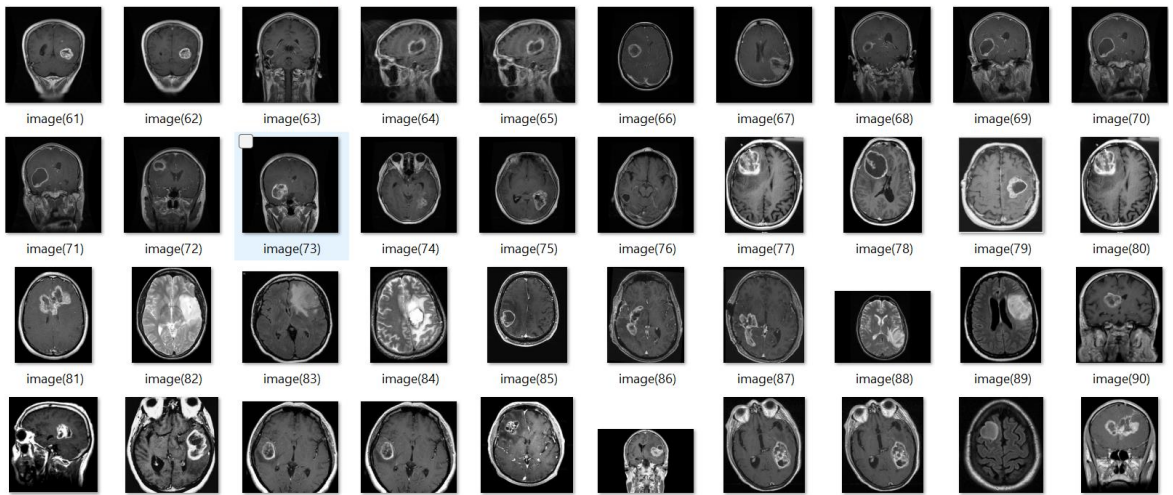 image(61) image(62) image(63) image(64) image(65) image(66) image(67) image(68) image(69) image(70)
image(71) image(72) image(73) image(74) image(75) image(76) image(77) image(78) image(79) image(80)
image(81) image(82) image(83) image(84) image(85) image(86) image(87) image(88) image(89) image(90)